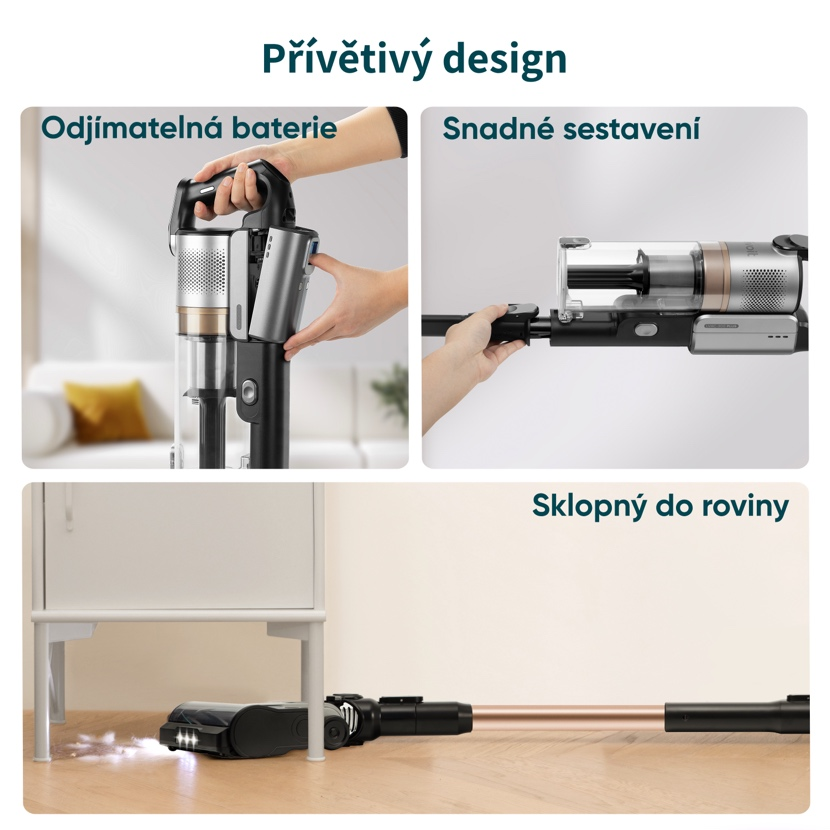 Přívětivý design
Odjímatelná baterie
Snadné sestavení
Sklopný do roviny